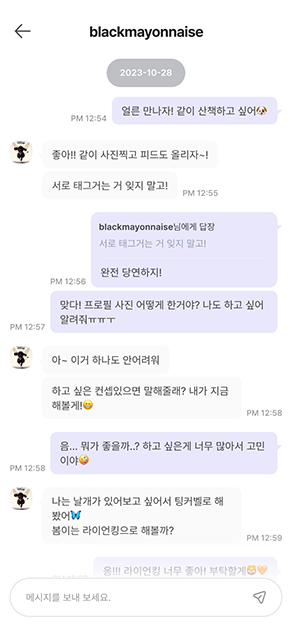 blackmayonnaise
2023-10-28
얼른 만나자! 같이 산책하고 싶어🐶
PM 12:54
좋아!! 같이 사진찍고 피드도 올리자~!
서로 태그거는 거 잊지 말고!
PM 12:55
blackmayonnaise님에게 답장
서로 태그거는 거 잊지 말고!
완전 당연하지!
PM 12:56
맞다! 프로필 사진 어떻게 한거야? 나도 하고 싶어
알려줘ㅠㅠㅜ
PM 12:57
아~ 이거 하나도 안어려워
하고 싶은 컨셉있으면 말해줄래? 내가 지금
해볼게!😄
PM 12:58
음... 뭐가 좋을까..? 하고 싶은게 너무 많아서 고민
이야🤪
PM 12:58
나는 날개가 있어보고 싶어서 팅커벨로 해
봤어🦋
봄이는 라이언킹으로 해볼까?
PM 12:59
응!!! 라이언킹 너무 좋아! 부탁할게🦁🧡
메시지를 보내 보세요.